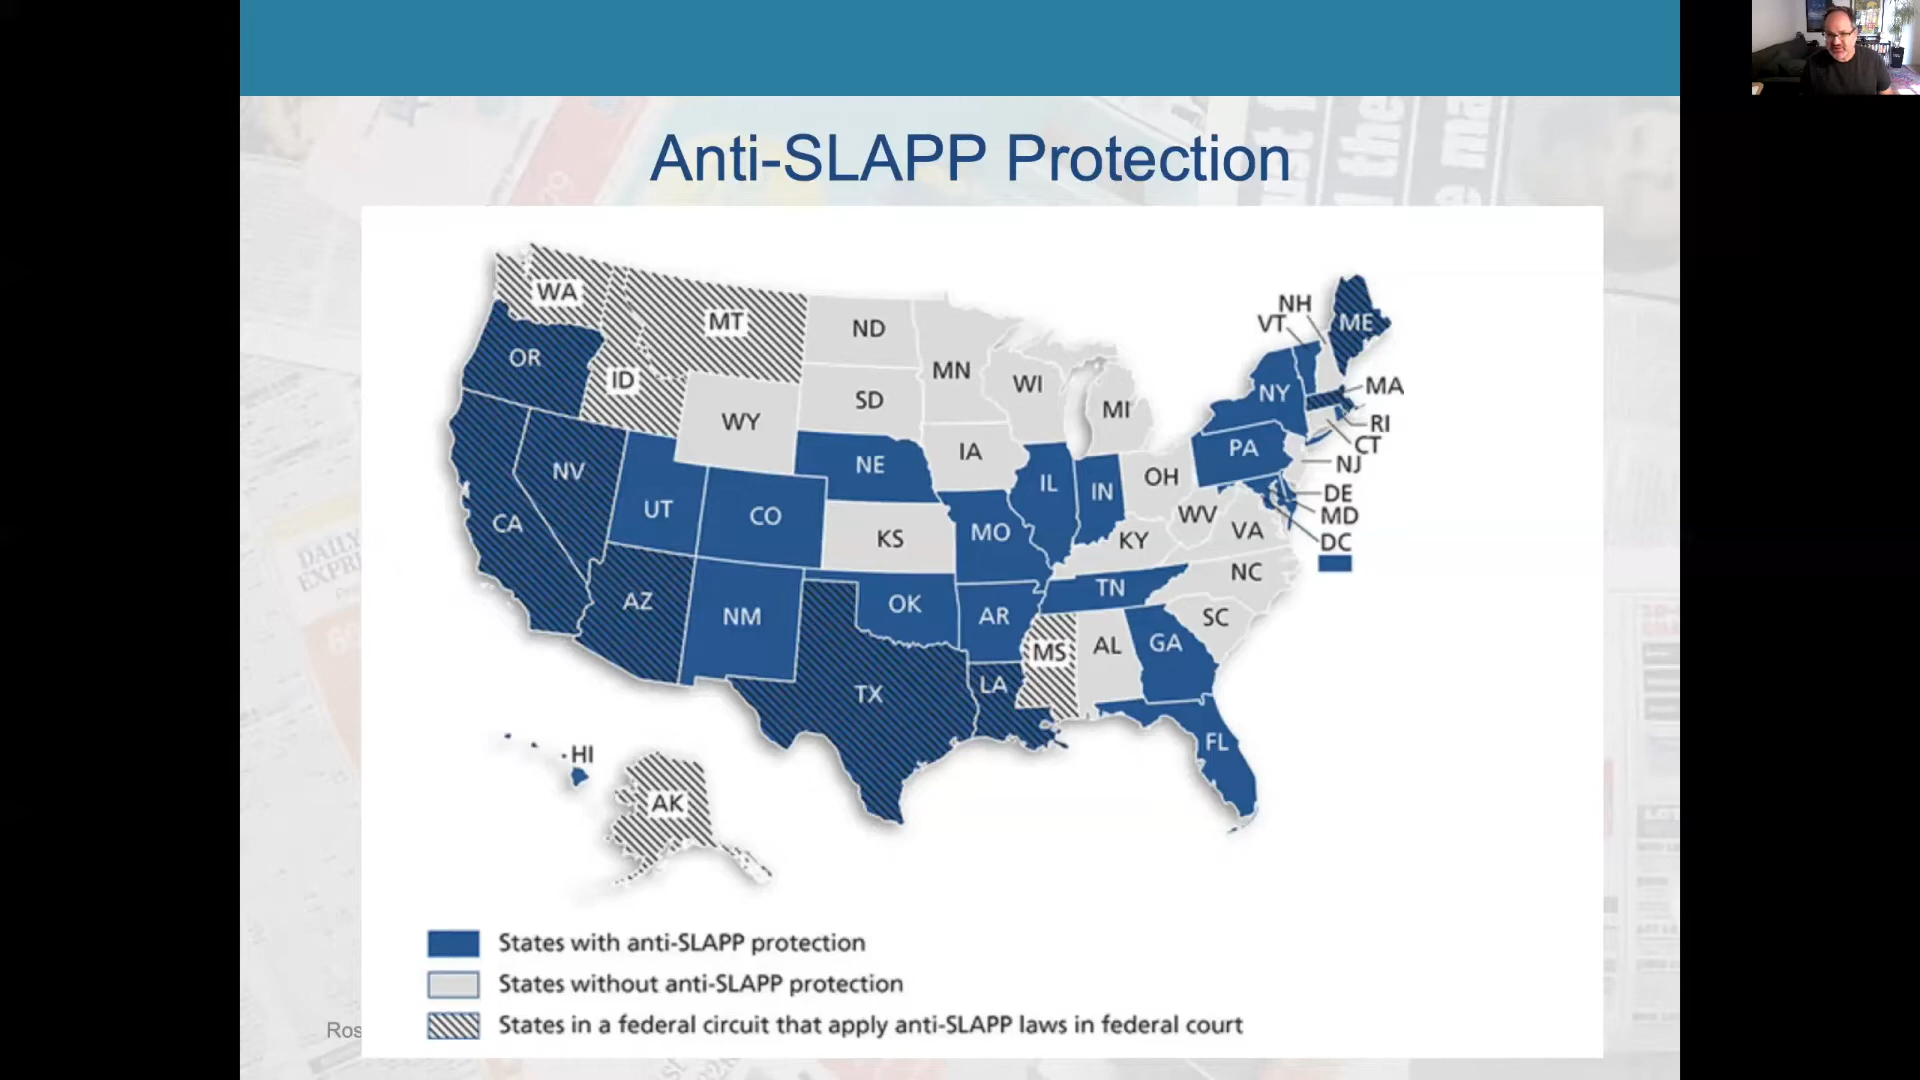 Anti-SLAPP Protection
WA
MT
ND
MN
NH
VT
ME
OR
ID
SD
WI
MI
NY
MA
WY
RI
IA
PA
CT
NE
NJ
NV
IL
IN
OH
DE
UT
CO
WV
MD
CA
KS
MO
KY
VA
DC
AZ
NM
OK
AR
TN
NC
SC
MS
AL
GA
TX
LA
FL
HI
AK
States with anti-SLAPP protection
States without anti-SLAPP protection
Ros
States in a federal circuit that apply anti-SLAPP laws in federal court
DAILY